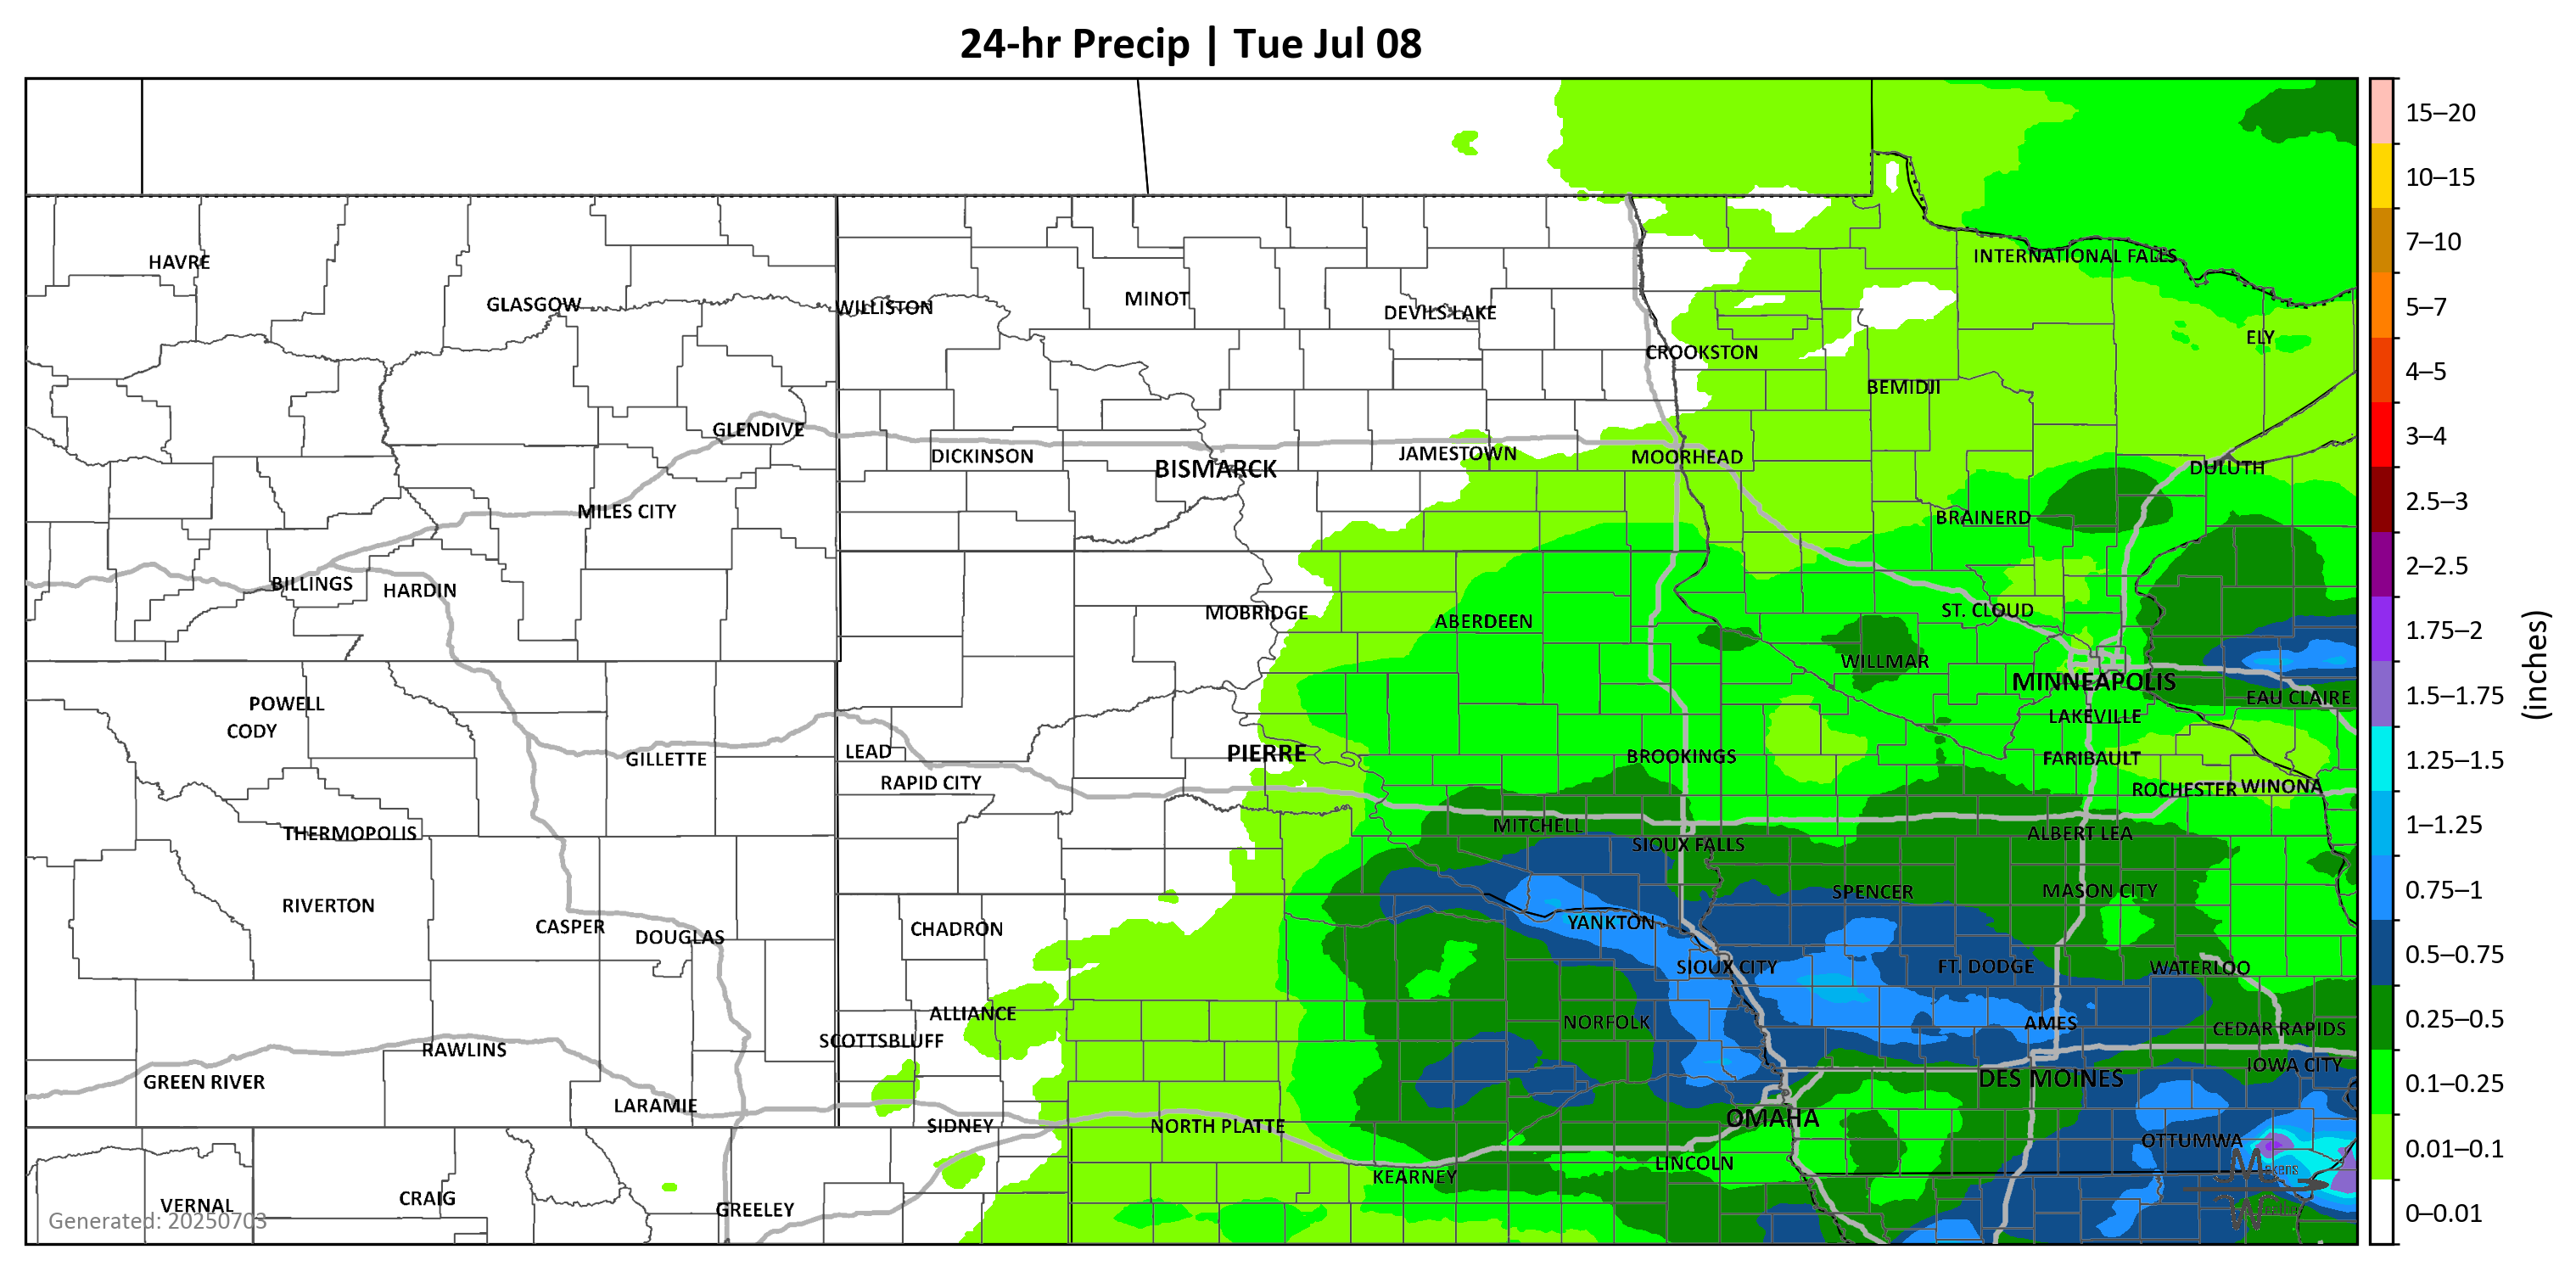 24-hr Precip | Tue Jul 08
15–20
10–15
INTERNATIONAL FALLS
7–10
HAVRE
GLASGOW
WILLISTON
MINOT
DEVILS LAKE
5–7
ELY
CROOKSTON
4–5
BEMIDJI
GLENDIVE
3–4
DICKINSON
BISMARCK
JAMESTOWN
MOORHEAD
DULUTH
2.5–3
MILES CITY
BRAINERD
2–2.5
BILLINGS
HARDIN
MOBRIDGE
ABERDEEN
ST. CLOUD
1.75–2
WILLMAR
(inches)
MINNEAPOLIS
EAU CLAIRE
1.5–1.75
POWELL
CODY
LAKEVILLE
LEAD
PIERRE
BROOKINGS
FARIBAULT
1.25–1.5
GILLETTE
RAPID CITY
ROCHESTER
WINONA
THERMOPOLIS
MITCHELL
ALBERT LEA
1–1.25
SIOUX FALLS
RIVERTON
SPENCER
MASON CITY
0.75–1
CASPER
DOUGLAS
CHADRON
YANKTON
SIOUX CITY
FT. DODGE
WATERLOO
0.5–0.75
ALLIANCE
SCOTTSBLUFF
NORFOLK
AMES
CEDAR RAPIDS
0.25–0.5
RAWLINS
GREEN RIVER
IOWA CITY
DES MOINES
0.1–0.25
LARAMIE
SIDNEY
NORTH PLATTE
OMAHA
OTTUMWA
0.01–0.1
KEARNEY
LINCOLN
VERNAL
CRAIG
GREELEY
Generated: 20250703
0–0.01